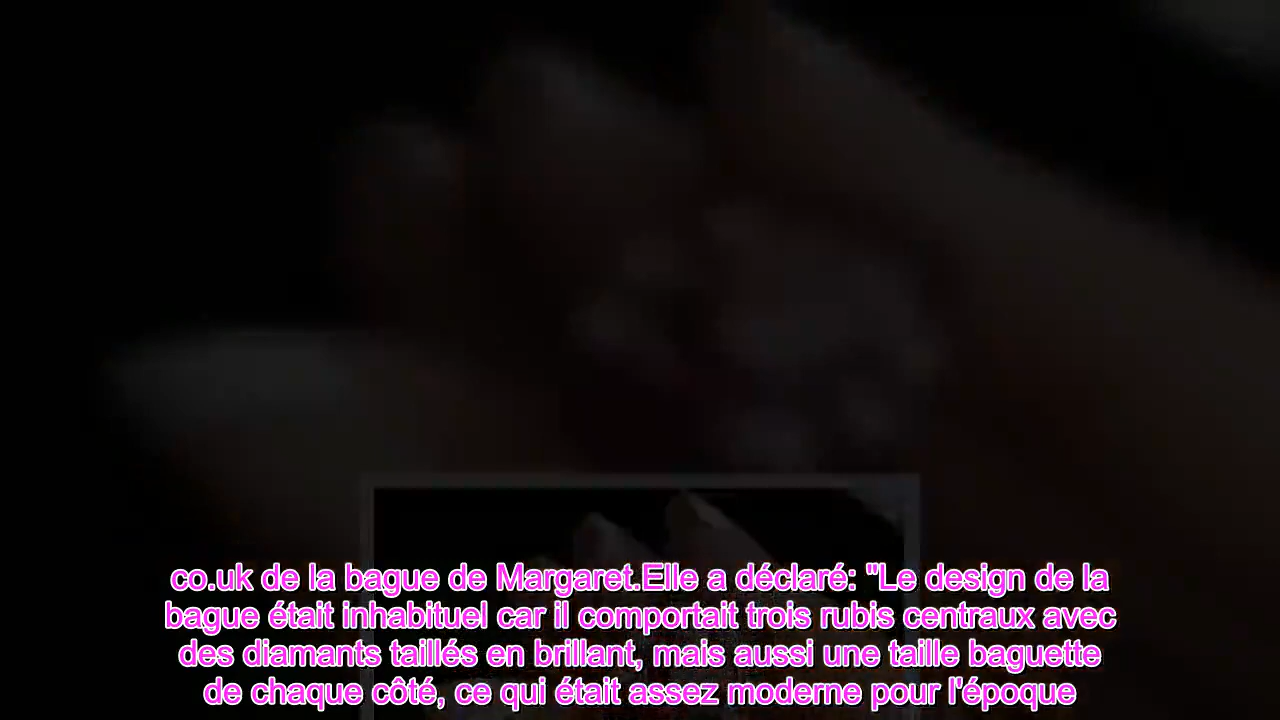 co.uk de la bague de Margaret.Elle a déclaré: "Le design de la
bague était inhabituel car il comportait trois rubis centraux avec
des diamants taillés en brillant, mais aussi une taille baguette
de chaque côté, ce qui était assez moderne pour l'époque